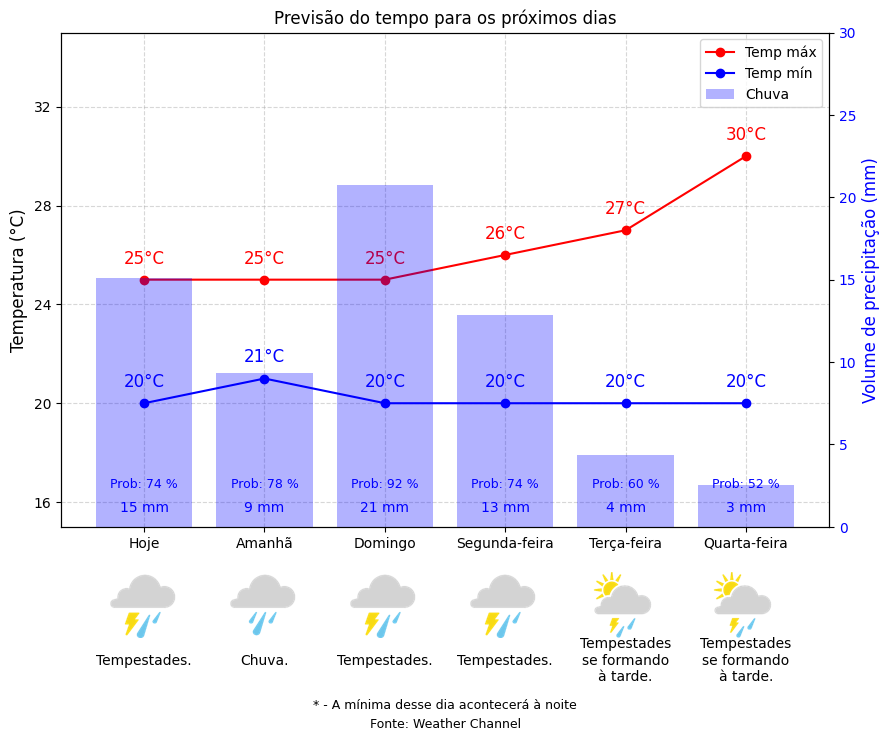 Previsão do tempo para os próximos dias
Temp máx
Temp mín
Chuva
Temperatura (°C)
32
28
24
20
16
Volume de precipitação (mm)
30
25
20
15
10
5
0
25°C 25°C 25°C 26°C 27°C 30°C
20°C 21°C 20°C 20°C 20°C 20°C
Prob: 74 % Prob: 78 % Prob: 92 % Prob: 74 % Prob: 60 % Prob: 52 %
15 mm 9 mm 21 mm 13 mm 4 mm 3 mm
Hoje Amanhã Domingo Segunda-feira Terça-feira Quarta-feira
Tempestades.
Chuva.
Tempestades.
Tempestades.
Tempestades
se formando
à tarde.
Tempestades
se formando
à tarde.
* - A mínima desse dia acontecerá à noite
Fonte: Weather Channel